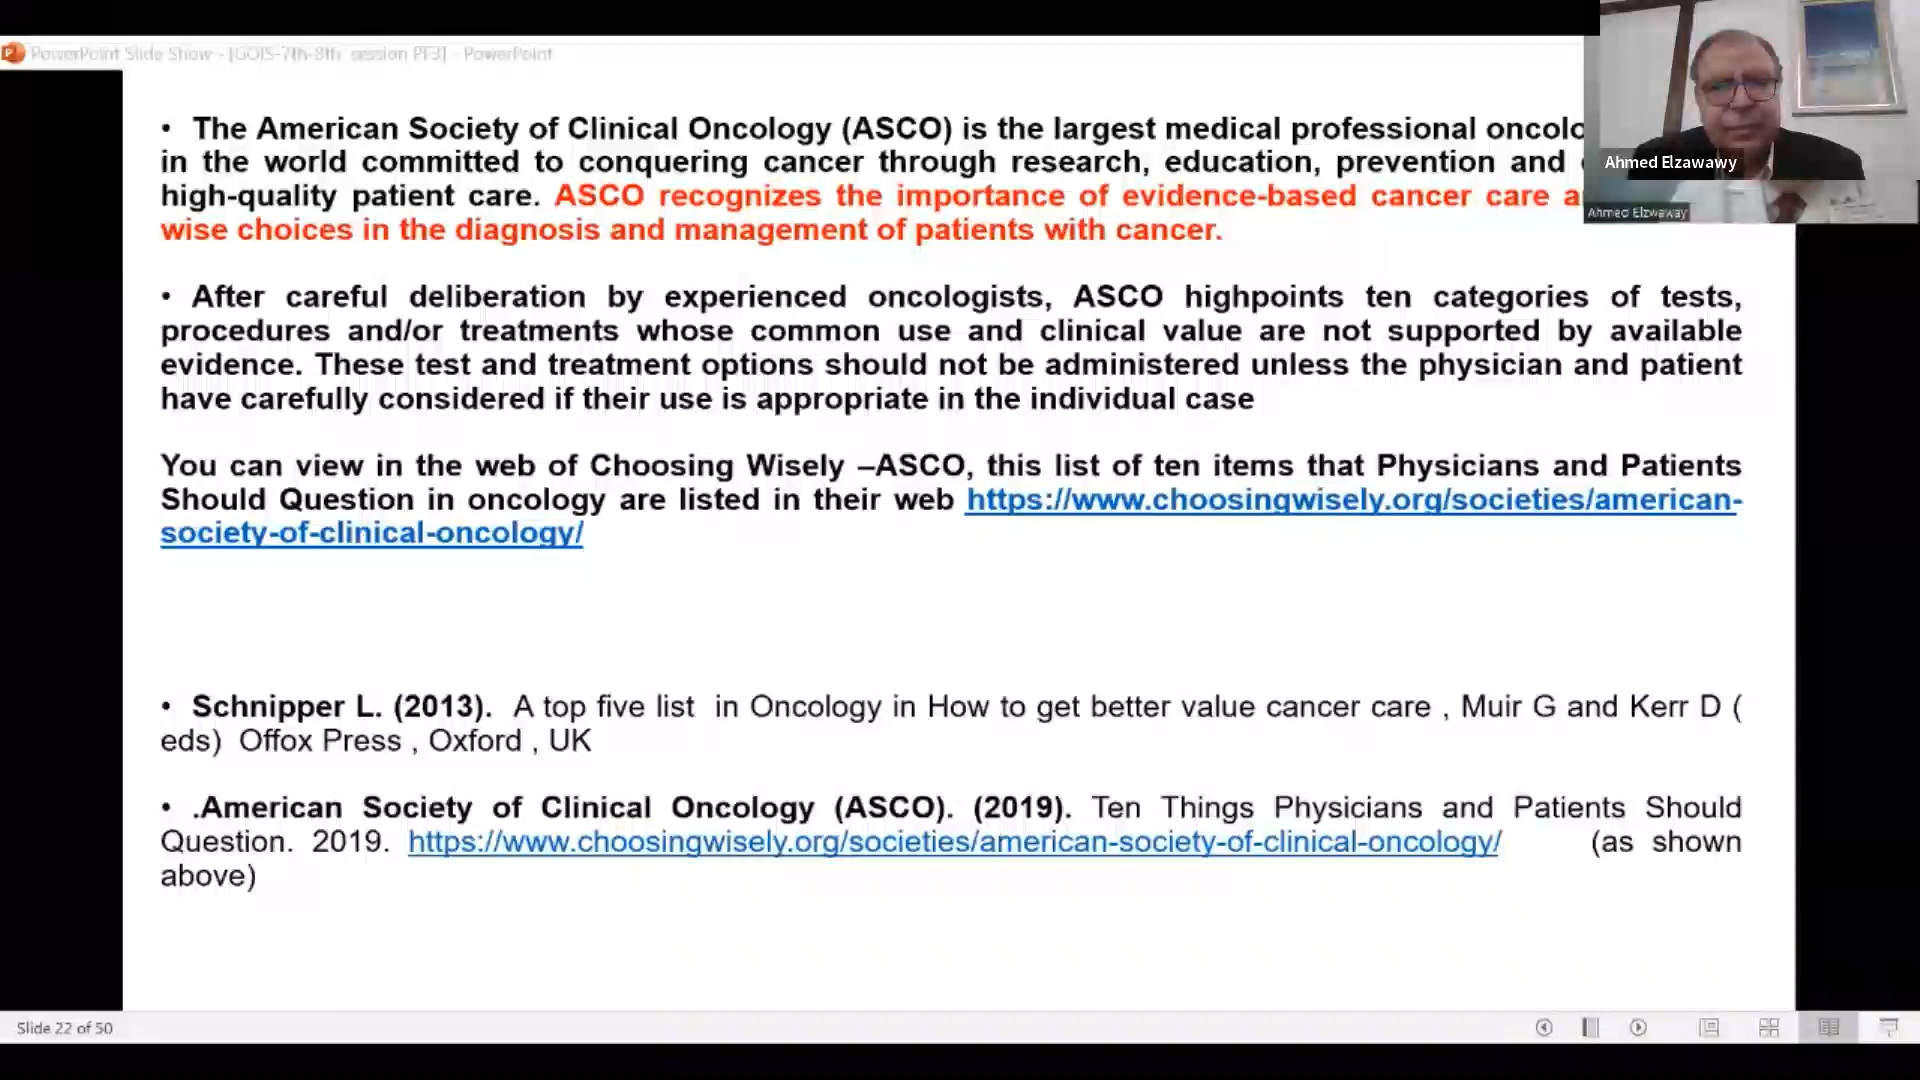 PowerPoint Slide Show - [GOIS-7th-8th session PF3] - PowerPoint
• The American Society of Clinical Oncology (ASCO) is the largest medical professional oncolo
in the world committed to conquering cancer through research, education, prevention and
high-quality patient care. ASCO recognizes the importance of evidence-based cancer care a
wise choices in the diagnosis and management of patients with cancer.
Ahmed Elzawawy
Ahmed Elzwaway
• After careful deliberation by experienced oncologists, ASCO highpoints ten categories of tests,
procedures and/or treatments whose common use and clinical value are not supported by available
evidence. These test and treatment options should not be administered unless the physician and patient
have carefully considered if their use is appropriate in the individual case
You can view in the web of Choosing Wisely –ASCO, this list of ten items that Physicians and Patients
Should Question in oncology are listed in their web https://www.choosingwisely.org/societies/american-
society-of-clinical-oncology/
• Schnipper L. (2013). A top five list in Oncology in How to get better value cancer care , Muir G and Kerr D (
eds) Offox Press , Oxford , UK
• .American Society of Clinical Oncology (ASCO). (2019). Ten Things Physicians and Patients Should
Question. 2019. https://www.choosingwisely.org/societies/american-society-of-clinical-oncology/ (as shown
above)
Slide 22 of 50